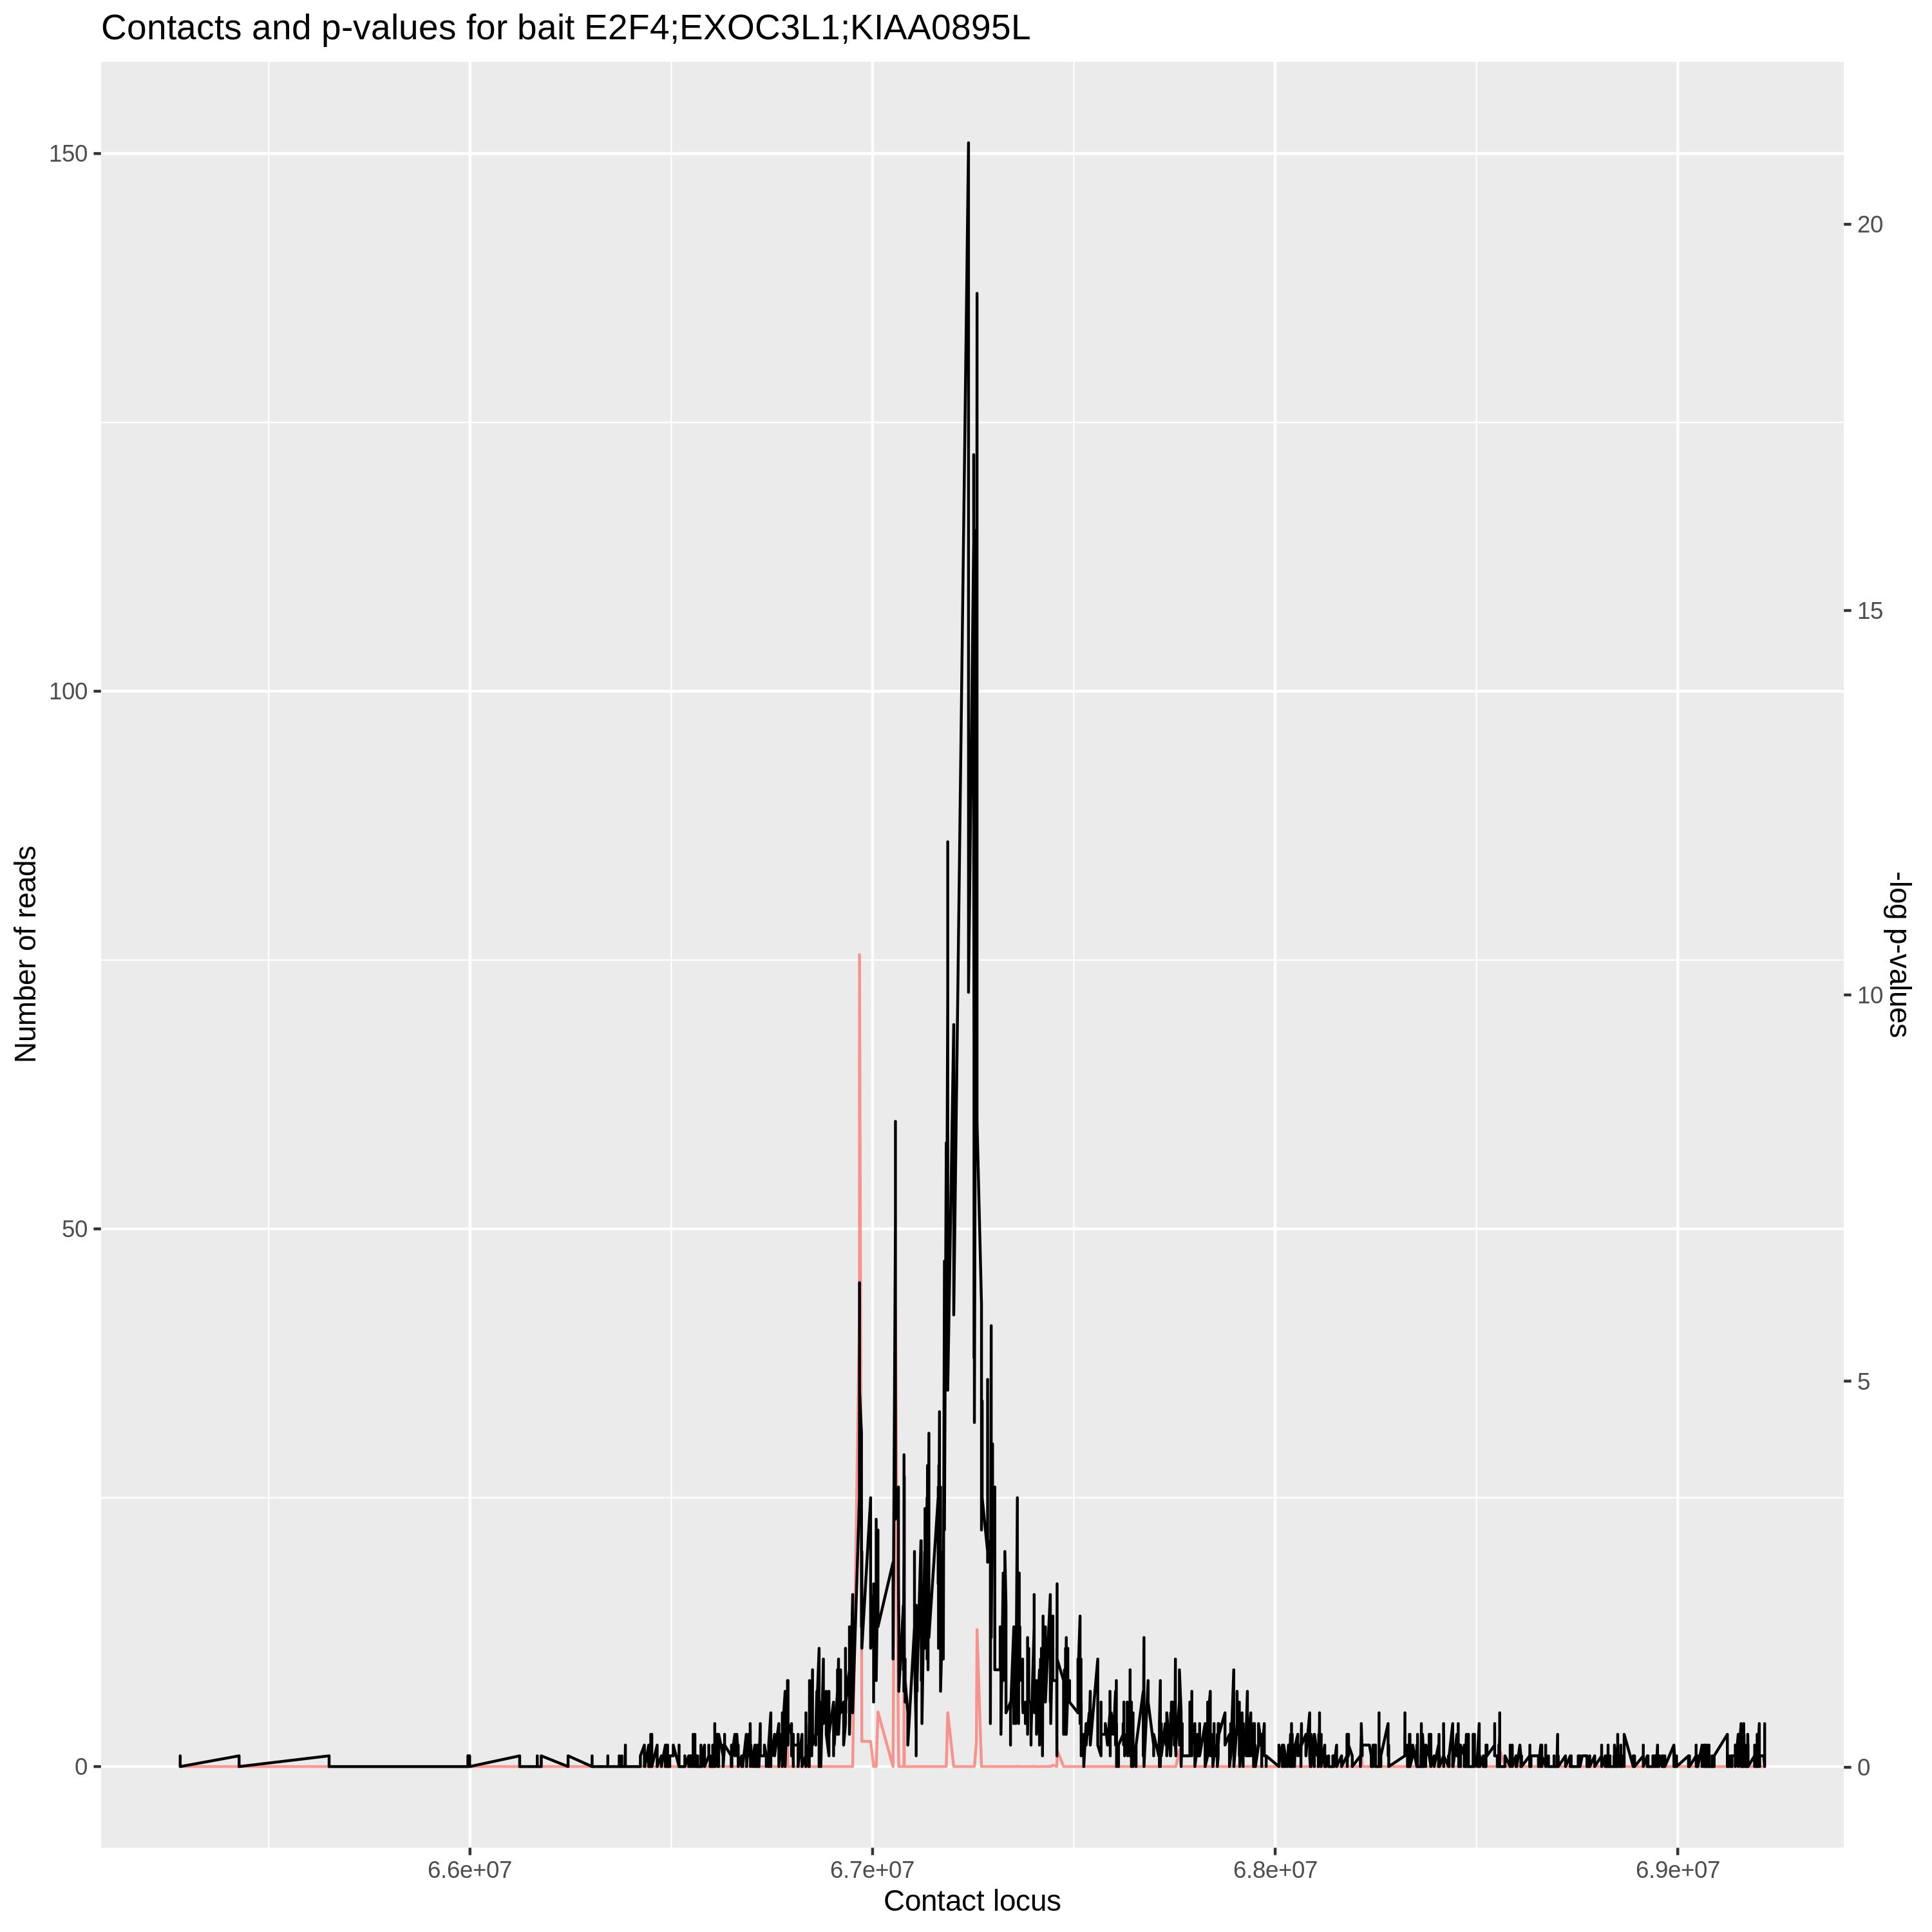 Contacts and p-values for bait E2F4;EXOC3L1;KIAA0895L
150
100
50
0
Number of reads
20
15
10
5
0
-log p-values
6.6e+07 6.7e+07 6.8e+07 6.9e+07
Contact locus